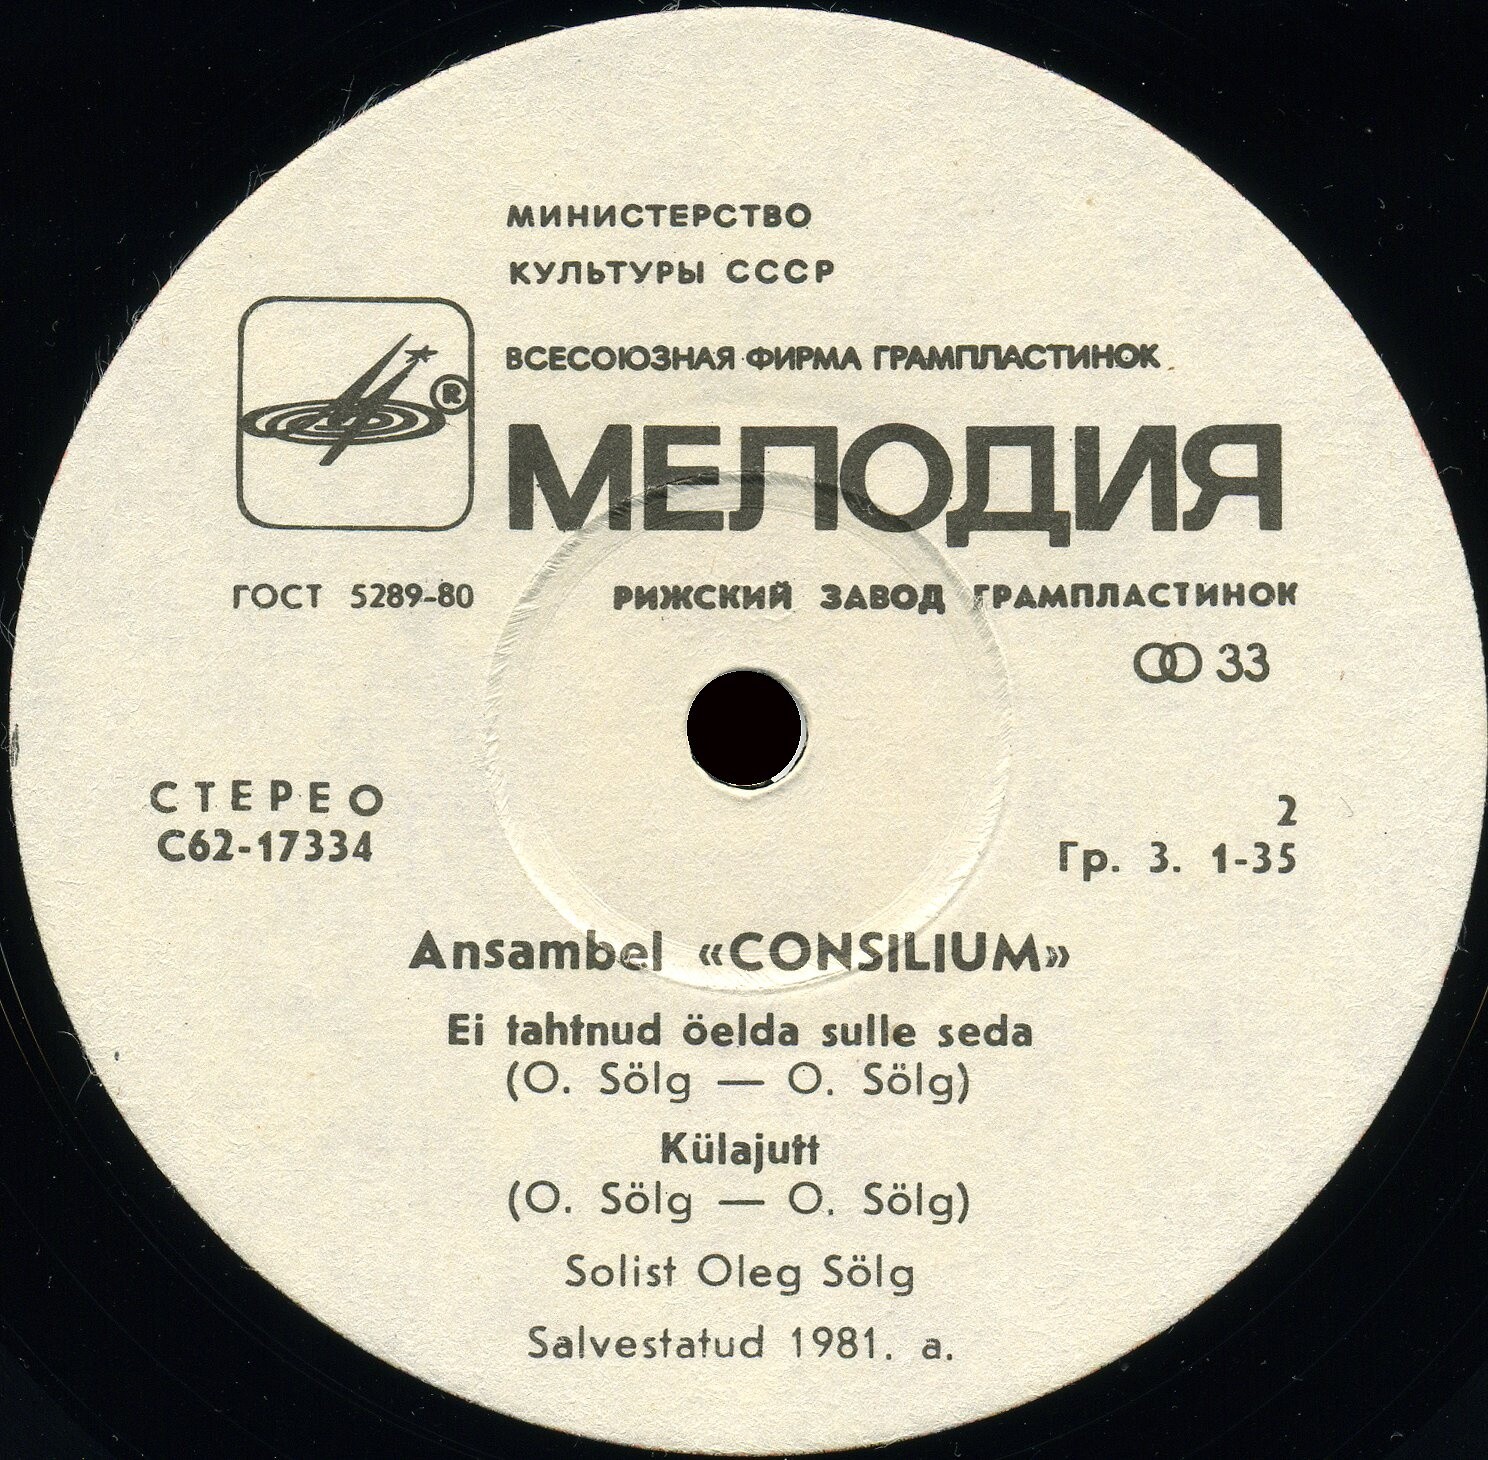 МИНИСТЕРСТВО
КУЛЬТУРЫ СССР
ВСЕСОЮЗНАЯ ФИРМА ГРАМПЛАСТИНОК
®
МЕЛОДИЯ
ГОСТ 5289-80
РИЖСКИЙ ЗАВОД ГРАМПЛАСТИНОК
33
СТЕРЕО
С62-17334
2
Гр. 3. 1-35
Ansambel «CONSILIUM»
Ei tahtnud öelda sulle seda
(O. Sölg — O. Sölg)
Külajutt
(O. Sölg — O. Sölg)
Solist Oleg Sölg
Salvestatud 1981. a.